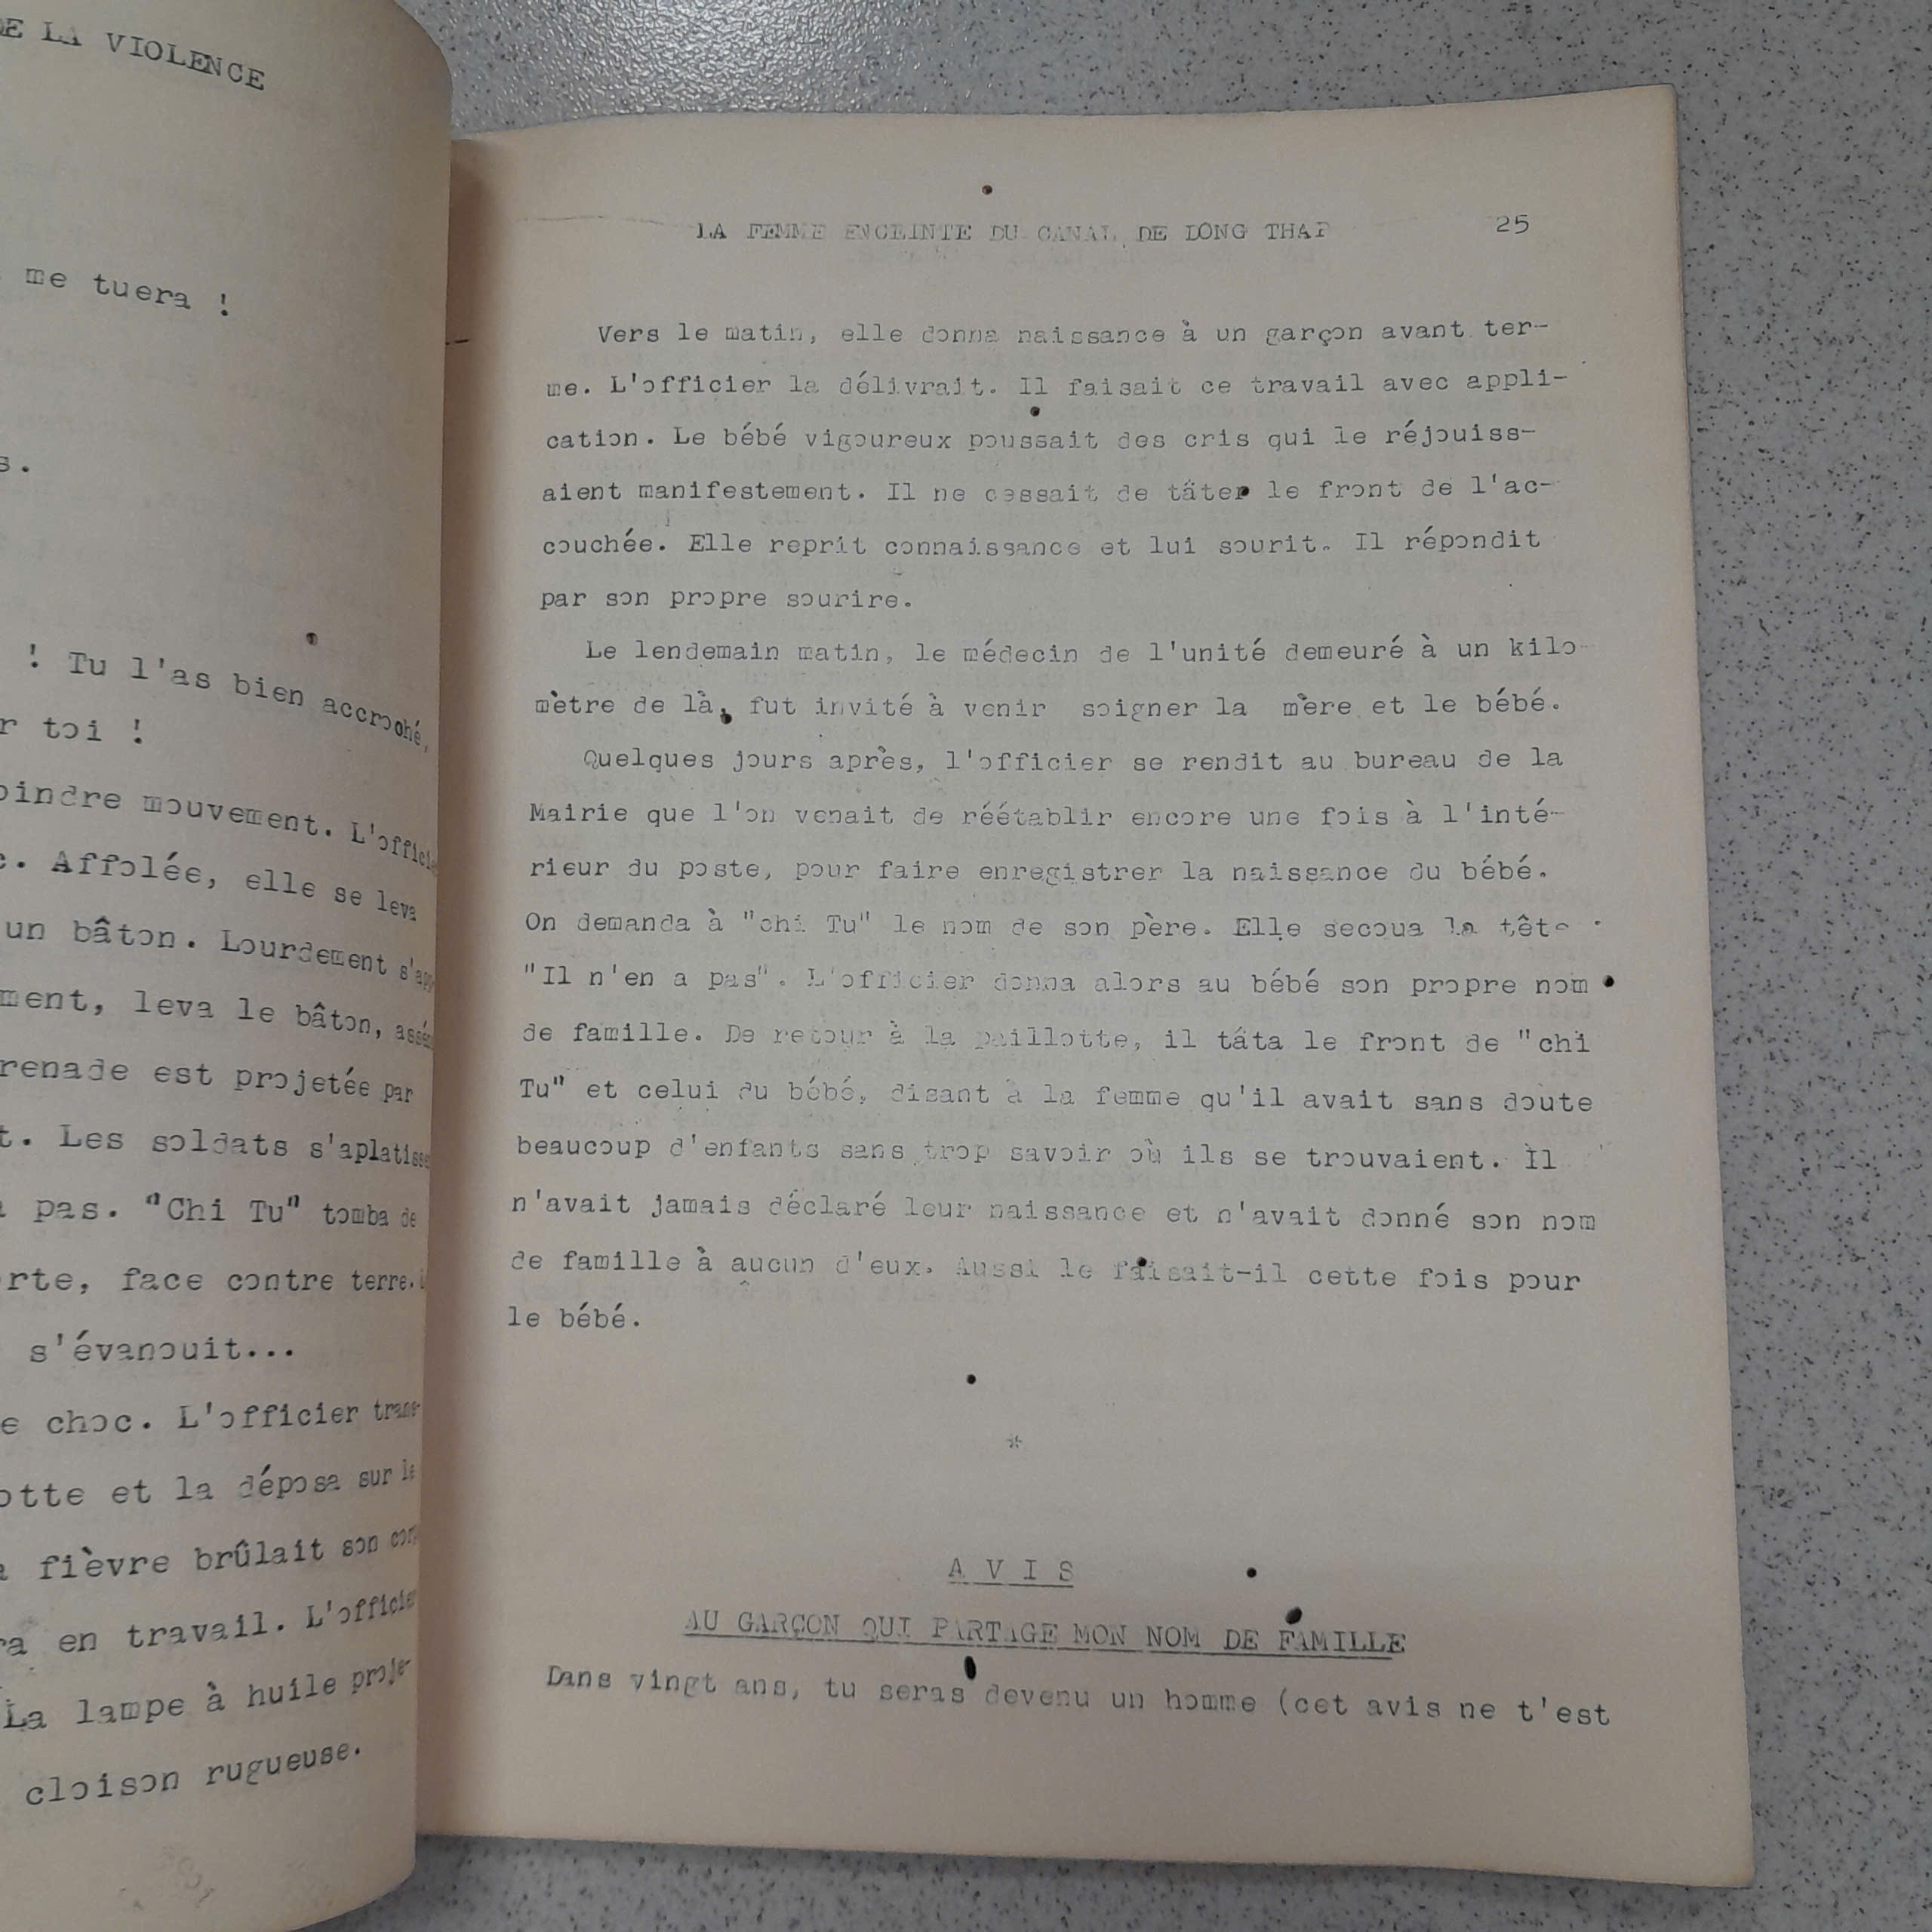 DE LA VIOLENCE
me tuera !
s.
! Tu l'as bien accroché,
r toi !
oindre mouvement. L'offici
c. Affolée, elle se leva
un bâton. Lourdement s'app
ment, leva le bâton, assén
renade est projetée par
t. Les soldats s'aplatisse
a pas. "Chi Tu" tomba de
orte, face contre terre.
s'évanouit...
e choc. L'officier trans-
otte et la déposa sur le
a fièvre brûlait son corp
ra en travail. L'officier
La lampe à huile proje-
cloison rugueuse.
LA FEMME ENCEINTE DU CANAL DE LONG THAP 25
Vers le matin, elle donna naissance à un garçon avant ter-
me. L'officier la délivrait. Il faisait ce travail avec appli-
cation. Le bébé vigoureux poussait des cris qui le réjouiss-
aient manifestement. Il ne cessait de tâter le front de l'ac-
couchée. Elle reprit connaissance et lui sourit. Il répondit
par son propre sourire.
Le lendemain matin, le médecin de l'unité demeuré à un kilo-
mètre de là, fut invité à venir soigner la mère et le bébé.
Quelques jours après, l'officier se rendit au bureau de la
Mairie que l'on venait de réétablir encore une fois à l'inté-
rieur du poste, pour faire enregistrer la naissance du bébé.
On demanda à "chi Tu" le nom de son père. Elle secoua la tête
"Il n'en a pas". L'officier donna alors au bébé son propre nom
de famille. De retour à la paillotte, il tâta le front de "chi
Tu" et celui du bébé, disant à la femme qu'il avait sans doute
beaucoup d'enfants sans trop savoir où ils se trouvaient. Il
n'avait jamais déclaré leur naissance et n'avait donné son nom
de famille à aucun d'eux. Aussi le faisait-il cette fois pour
le bébé.
*
A V I S
AU GARÇON QUI PARTAGE MON NOM DE FAMILLE
Dans vingt ans, tu seras devenu un homme (cet avis ne t'est